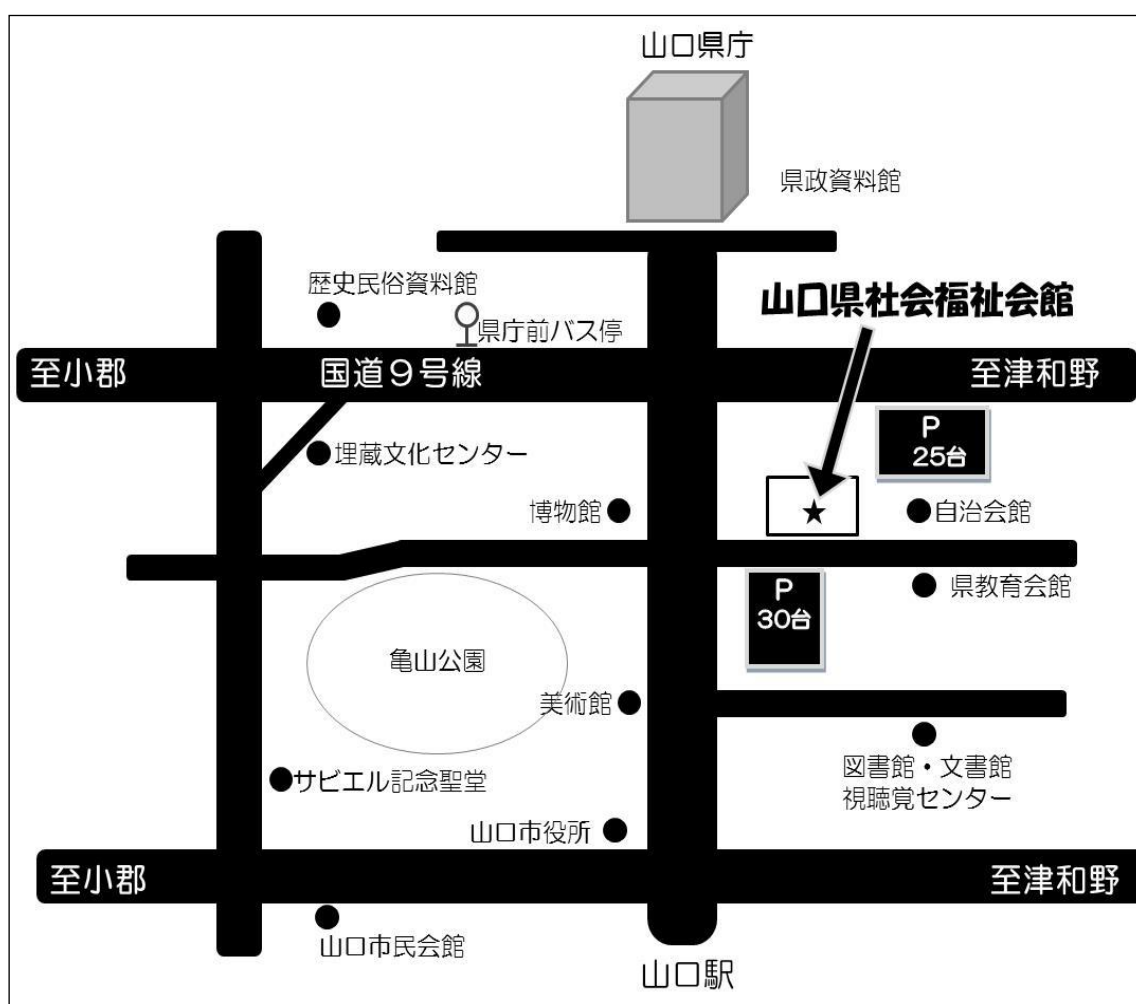 山口県庁
県政資料館
歴史民俗資料館
山口県社会福祉会館
県庁前バス停
至小郡
国道９号線
至津和野
P
25台
埋蔵文化センター
博物館
★
自治会館
P
30台
県教育会館
亀山公園
美術館
図書館・文書館
視聴覚センター
サビエル記念聖堂
山口市役所
至小郡
至津和野
山口市民会館
山口駅